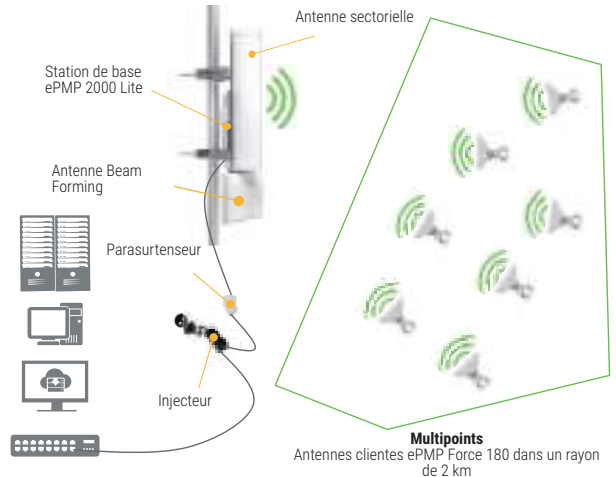 Antenne sectorielle
Station de base
ePMP 2000 Lite
Antenne Beam
Forming
Parasurtenseur
Injecteur
Multipoints
Antennes clientes ePMP Force 180 dans un rayon
de 2 km